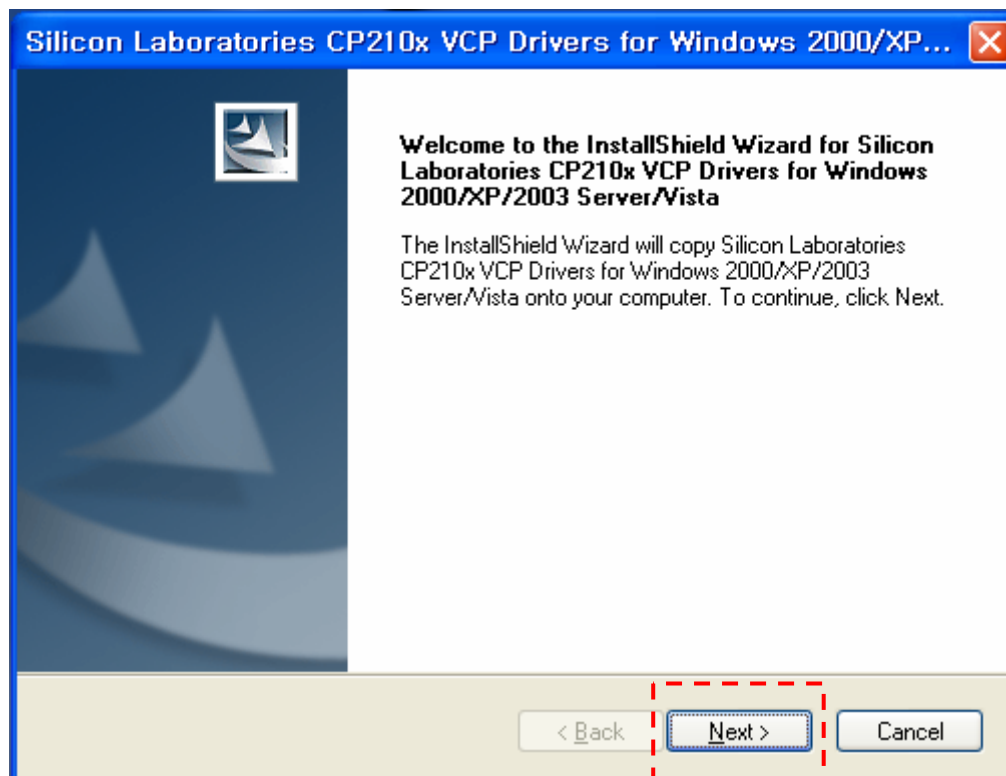 Silicon Laboratories CP210x VCP Drivers for Windows 2000/XP...
Welcome to the InstallShield Wizard for Silicon
Laboratories CP210x VCP Drivers for Windows
2000/XP/2003 Server/Vista
The InstallShield Wizard will copy Silicon Laboratories
CP210x VCP Drivers for Windows 2000/XP/2003
Server/Vista onto your computer. To continue, click Next.
< Back
Next >
Cancel